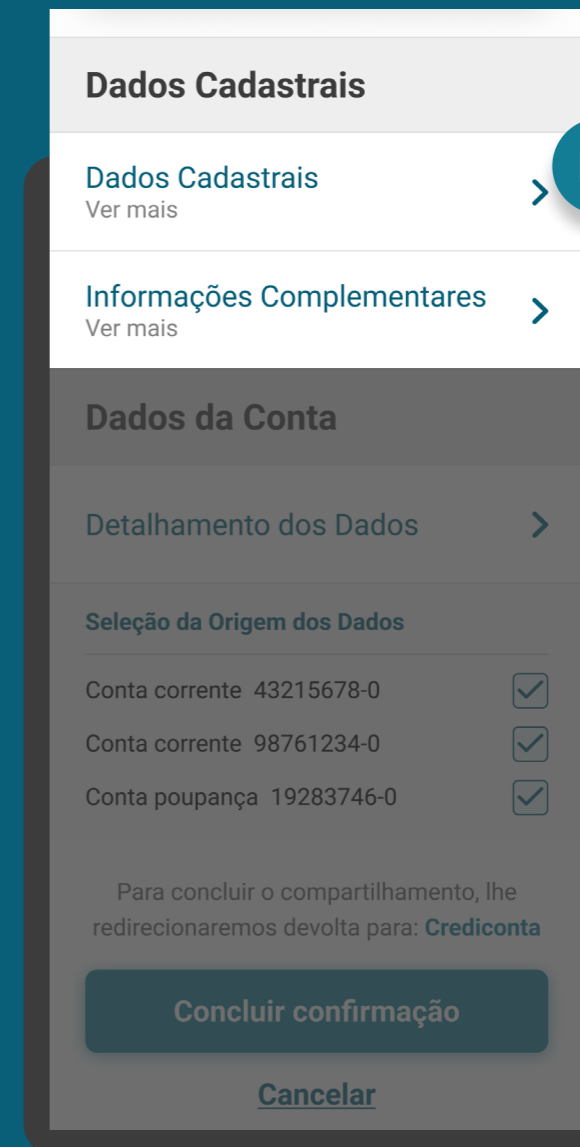 Dados Cadastrais
Dados Cadastrais
Ver mais
Informações Complementares
Ver mais
Dados da Conta
Detalhamento dos Dados
Seleção da Origem dos Dados
Conta corrente 43215678-0
Conta corrente 98761234-0
Conta poupança 19283746-0
Para concluir o compartilhamento, lhe
redirecionaremos devolta para: Crediconta
Concluir confirmação
Cancelar